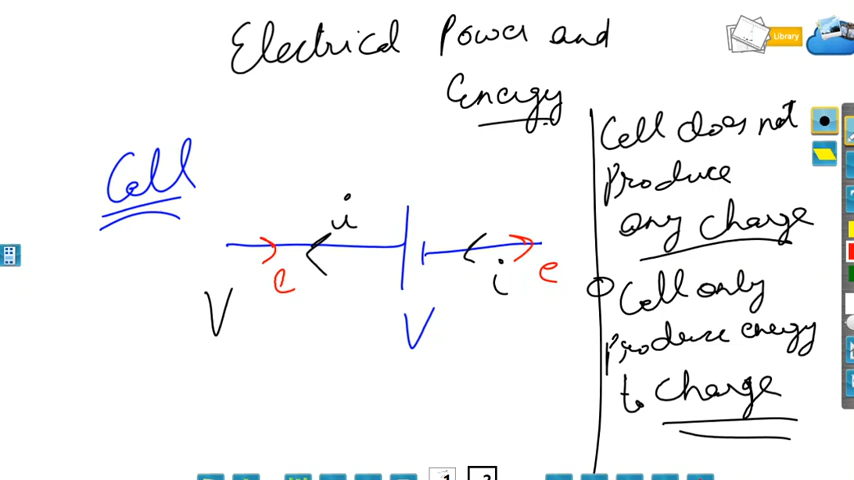 Electrical Power and
Energy
Library
Cell
i
e
V
V
i
e
Cell does not
Produce
any charge
Cell only
Produce energy
to charge
1
2